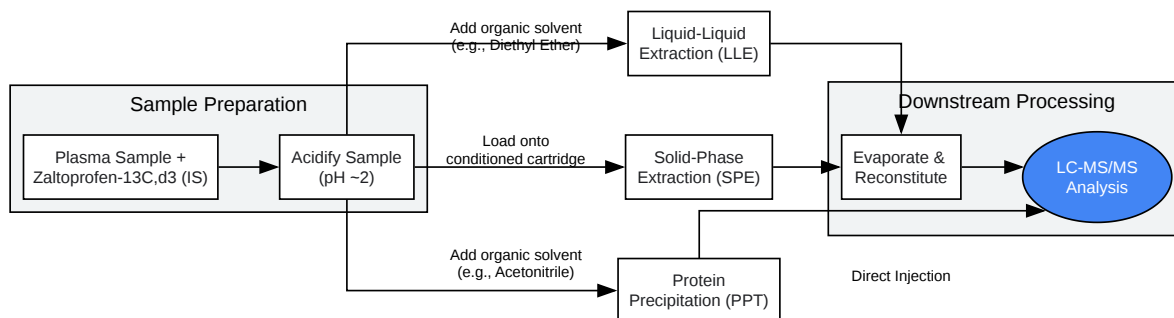 Add organic solvent
(e.g., Diethyl Ether)
Liquid-Liquid
Extraction (LLE)
Sample Preparation
Downstream Processing
Plasma Sample +
Zaltoprofen-13C,d3 (IS)
Acidify Sample
(pH ~2)
Load onto
conditioned cartridge
Solid-Phase
Extraction (SPE)
Evaporate &
Reconstitute
LC-MS/MS
Analysis
Add organic solvent
(e.g., Acetonitrile)
Protein
Precipitation (PPT)
Direct Injection